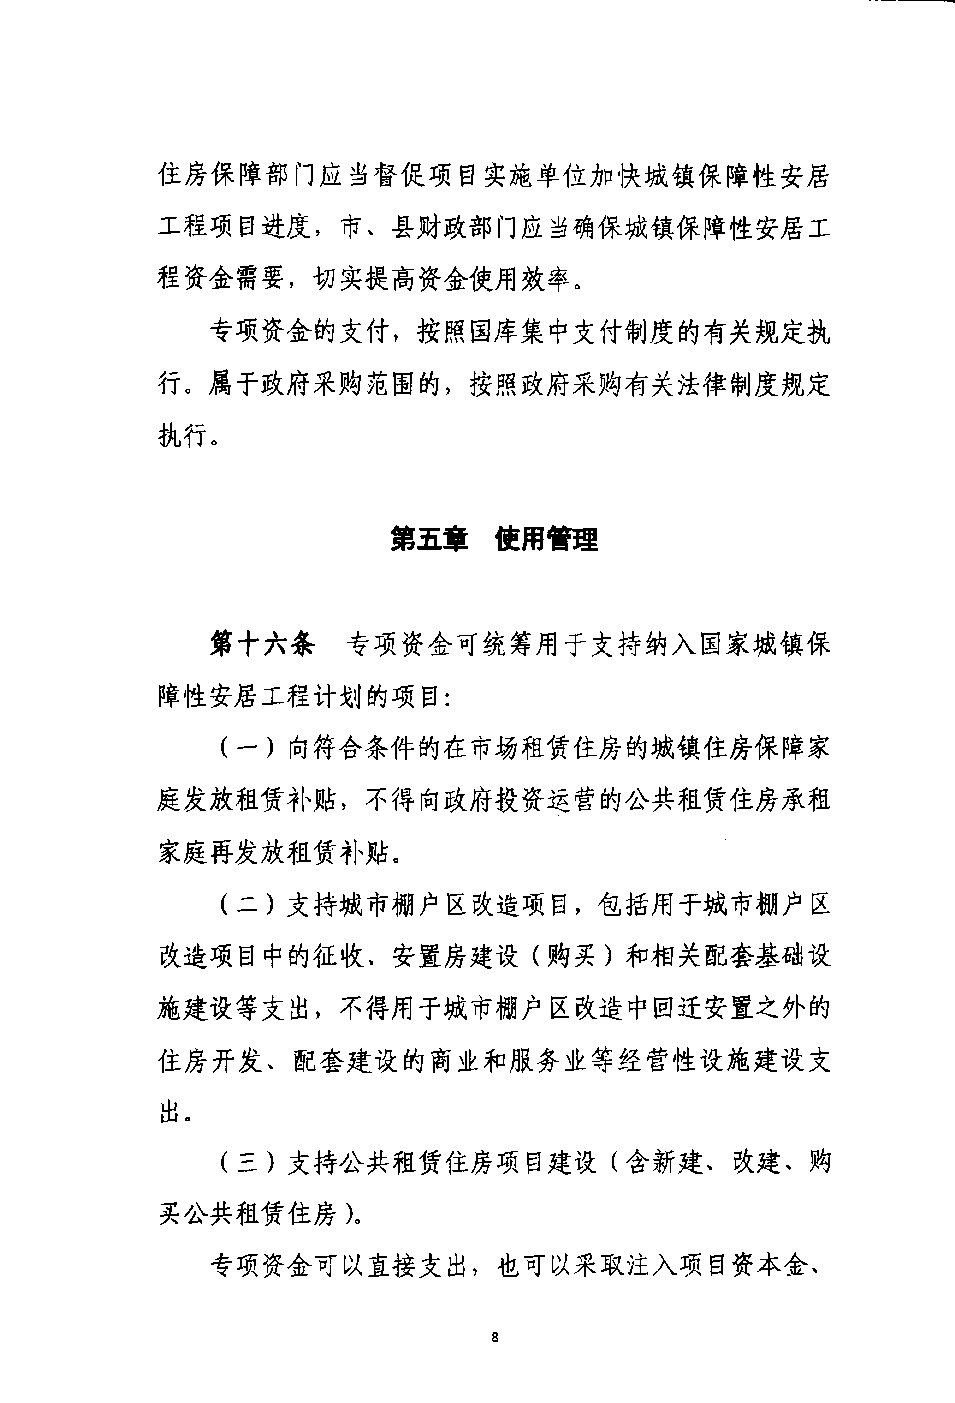 住房保障部门应当督促项目实施单位加快城镇保障性安居
工程项目进度，市、县财政部门应当确保城镇保障性安居工
程资金需要，切实提高资金使用效率。
专项资金的支付，按照国库集中支付制度的有关规定执
行。属于政府采购范围的，按照政府采购有关法律制度规定
执行。
第五章　使用管理
第十六条　专项资金可统筹用于支持纳入国家城镇保
障性安居工程计划的项目：
（一）向符合条件的在市场租赁住房的城镇住房保障家
庭发放租赁补贴，不得向政府投资运营的公共租赁住房承租
家庭再发放租赁补贴。
（二）支持城市棚户区改造项目，包括用于城市棚户区
改造项目中的征收、安置房建设（购买）和相关配套基础设
施建设等支出，不得用于城市棚户区改造中回迁安置之外的
住房开发、配套建设的商业和服务业等经营性设施建设支
出。
（三）支持公共租赁住房项目建设（含新建、改建、购
买公共租赁住房）。
专项资金可以直接支出，也可以采取注入项目资本金、
8